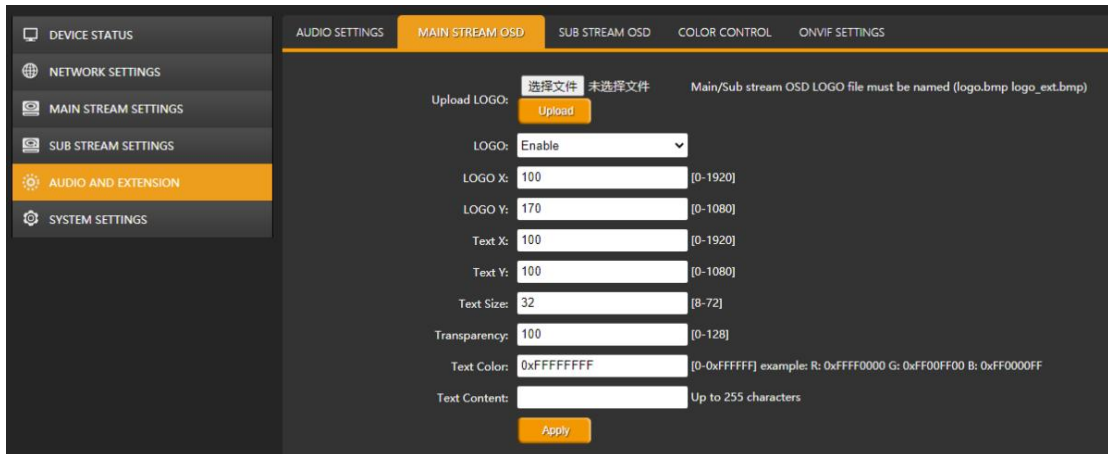 DEVICE STATUS
NETWORK SETTINGS
MAIN STREAM SETTINGS
SUB STREAM SETTINGS
AUDIO AND EXTENSION
SYSTEM SETTINGS
AUDIO SETTINGS MAIN STREAM OSD SUB STREAM OSD COLOR CONTROL ONVIF SETTINGS
Upload LOGO: 选择文件 未选择文件 Main/Sub stream OSD LOGO file must be named (logo.bmp logo_ext.bmp)
Upload
LOGO: Enable
LOGO X: 100 [0-1920]
LOGO Y: 170 [0-1080]
Text X: 100 [0-1920]
Text Y: 100 [0-1080]
Text Size: 32 [8-72]
Transparency: 100 [0-128]
Text Color: 0xFFFFFFFF [0-0xFFFFFF] example: R: 0xFFFF0000 G: 0xFF00FF00 B: 0xFF0000FF
Text Content: Up to 255 characters
Apply